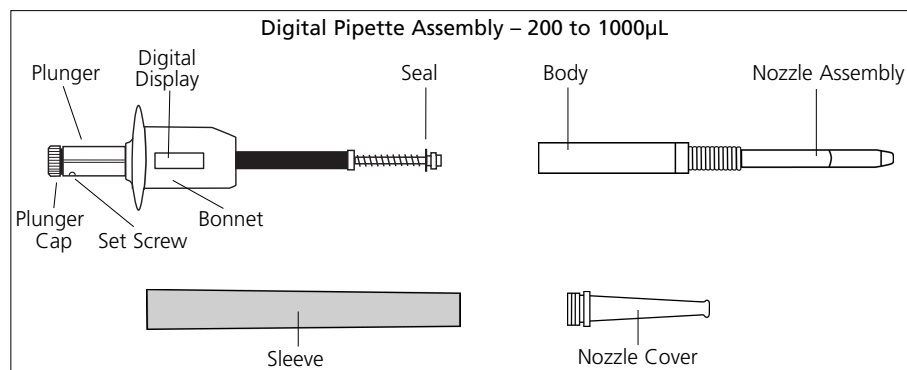 Digital Pipette Assembly – 200 to 1000µL
Plunger
Digital
Display
Seal
Body
Nozzle Assembly
Plunger
Cap
Set Screw
Bonnet
Sleeve
Nozzle Cover